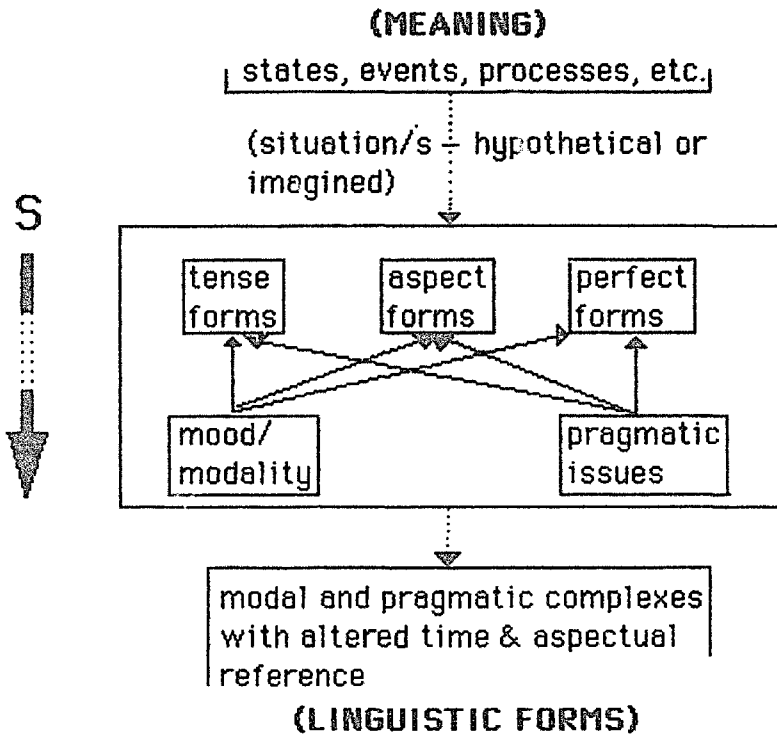 (MEANING)
states, events, processes, etc.
(situation/s - hypothetical or
imagined)
S
tense
forms
aspect
forms
perfect
forms
mood/
modality
pragmatic
issues
modal and pragmatic complexes
with altered time & aspectual
reference
(LINGUISTIC FORMS)